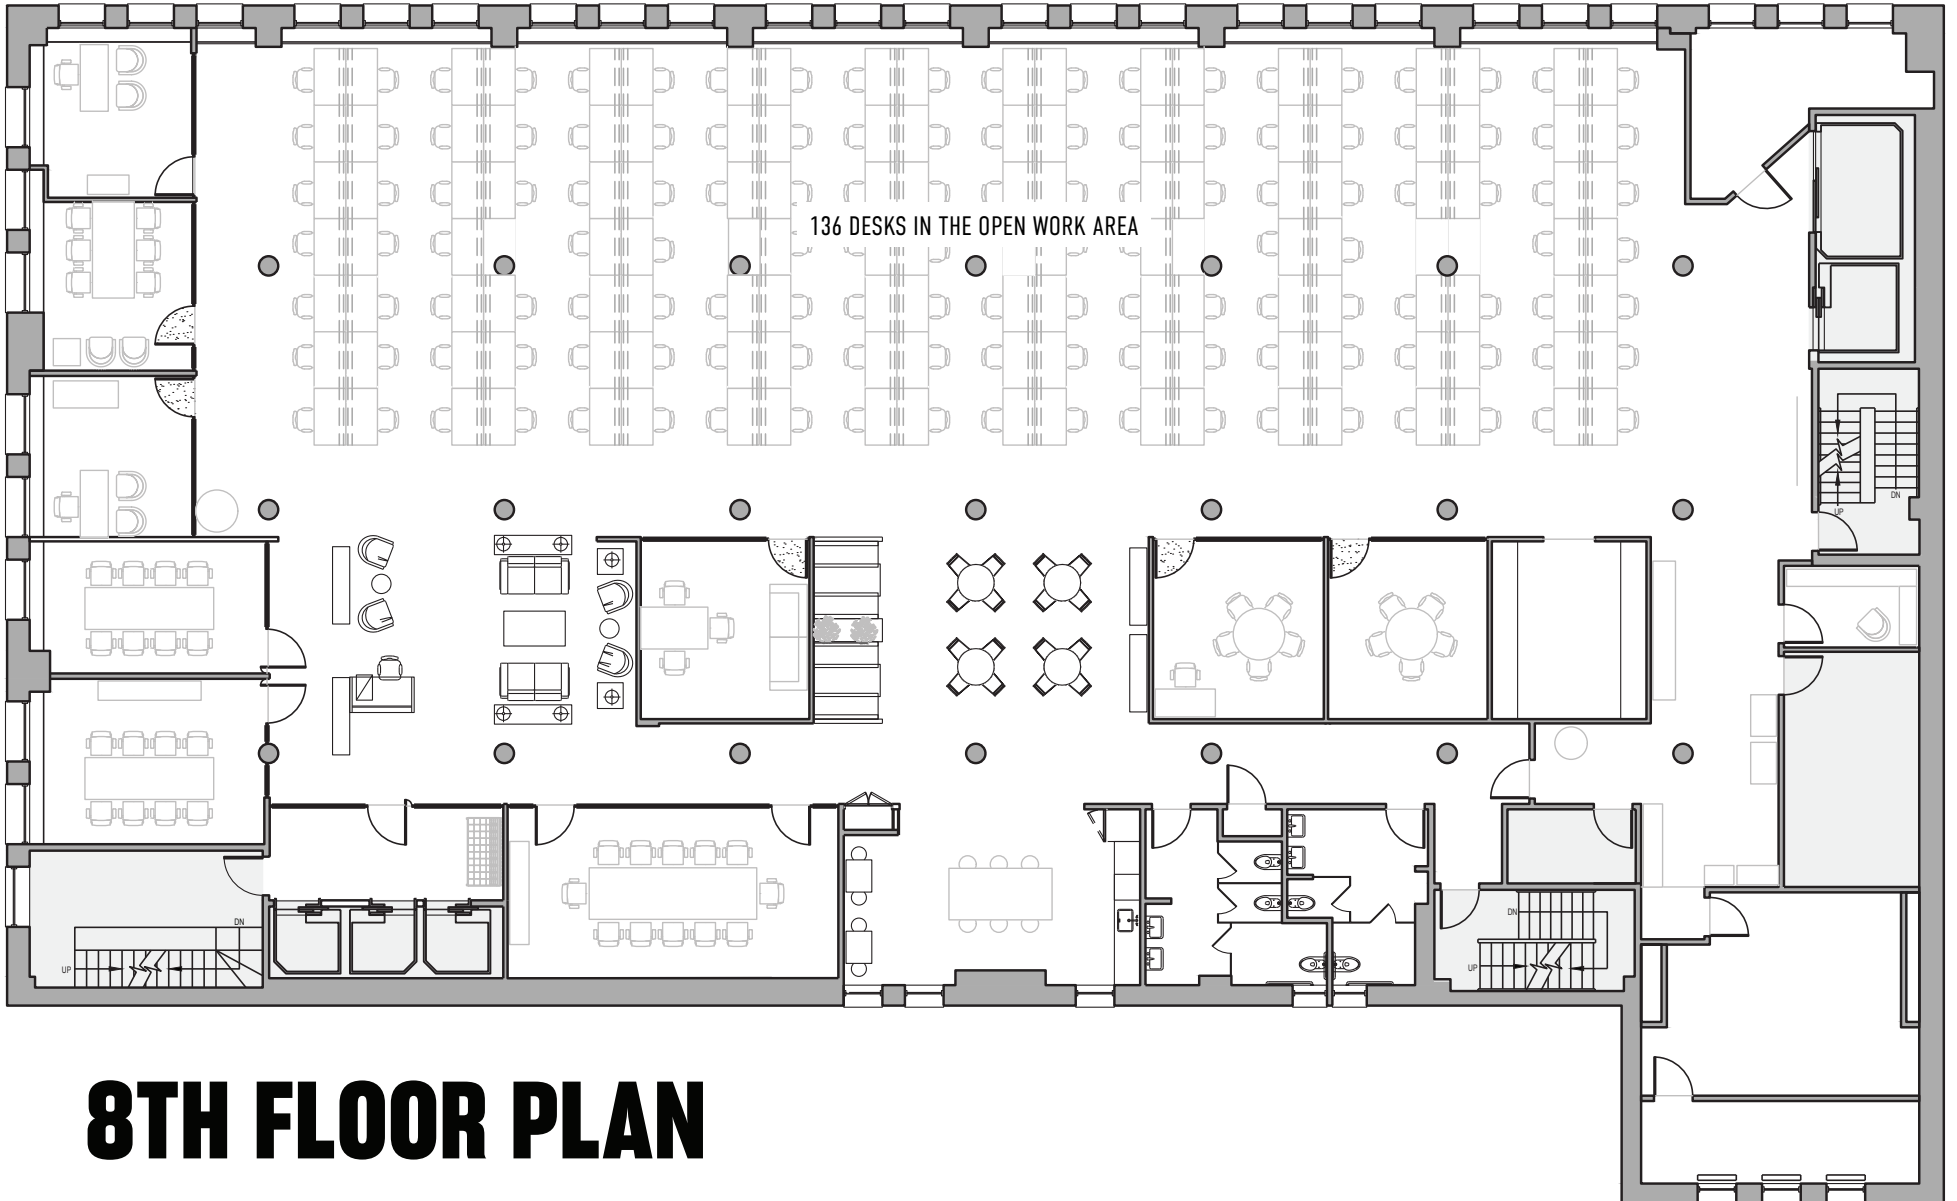 136 DESKS IN THE OPEN WORK AREA
DN
UP
DN
UP
DN
UP
8TH FLOOR PLAN